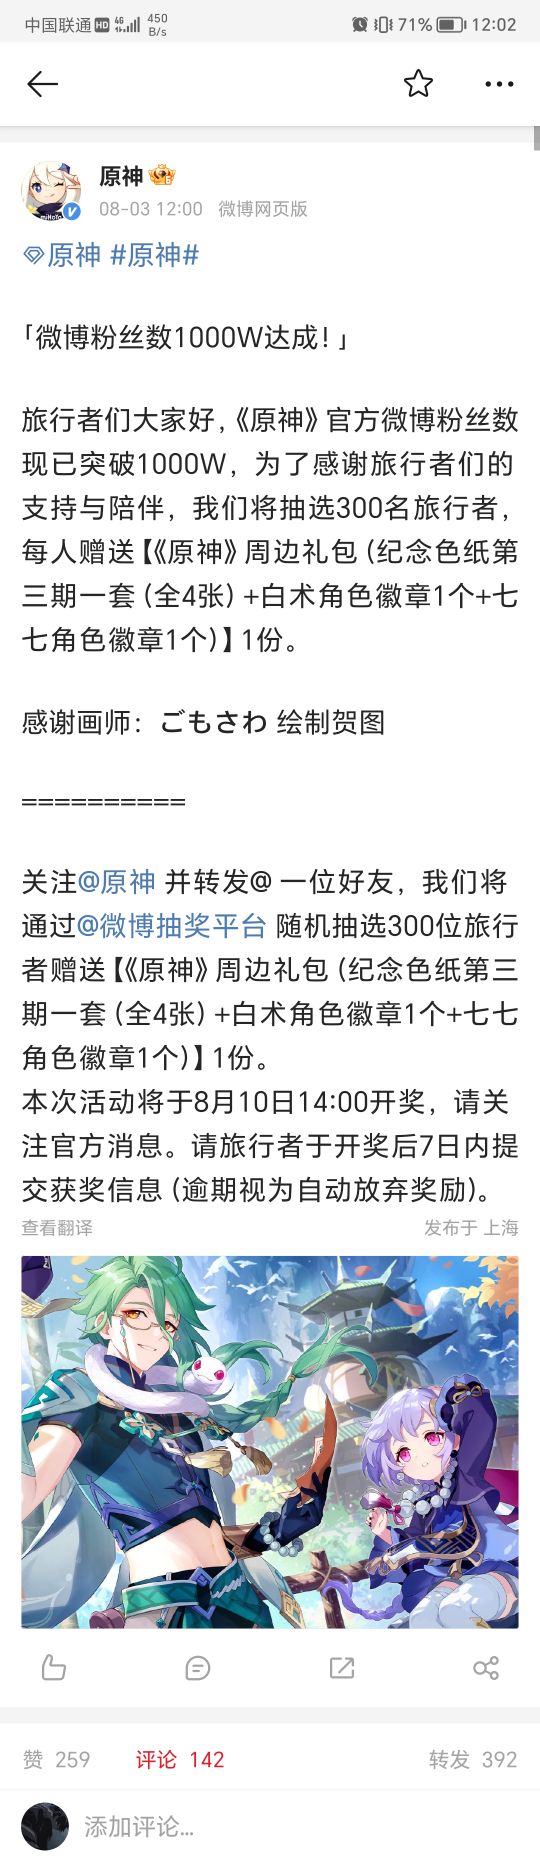 中国联通 HD 4G 450 B/s 71% 12:02
原神
miHoYo
08-03 12:00 微博网页版
原神 #原神#
「微博粉丝数1000W达成！」
旅行者们大家好，《原神》官方微博粉丝数
现已突破1000W，为了感谢旅行者们的
支持与陪伴，我们将抽选300名旅行者，
每人赠送【《原神》周边礼包（纪念色纸第
三期一套（全4张）+白术角色徽章1个+七
七角色徽章1个）】1份。
感谢画师：ごもさわ 绘制贺图
==========
关注@原神 并转发@ 一位好友，我们将
通过@微博抽奖平台 随机抽选300位旅行
者赠送【《原神》周边礼包（纪念色纸第三
期一套（全4张）+白术角色徽章1个+七七
角色徽章1个）】1份。
本次活动将于8月10日14:00开奖，请关
注官方消息。请旅行者于开奖后7日内提
交获奖信息（逾期视为自动放弃奖励）。
查看翻译 发布于 上海
赞 259 评论 142 转发 392
添加评论...